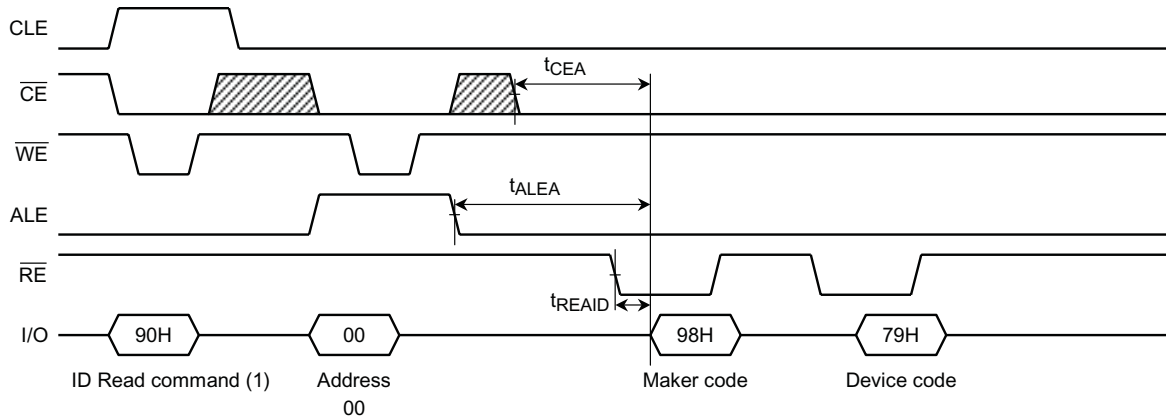 CLE
tCEA
CE
WE
tALEA
ALE
RE
tREAID
I/O 90H 00 98H 79H
ID Read command (1) Address Maker code Device code
00